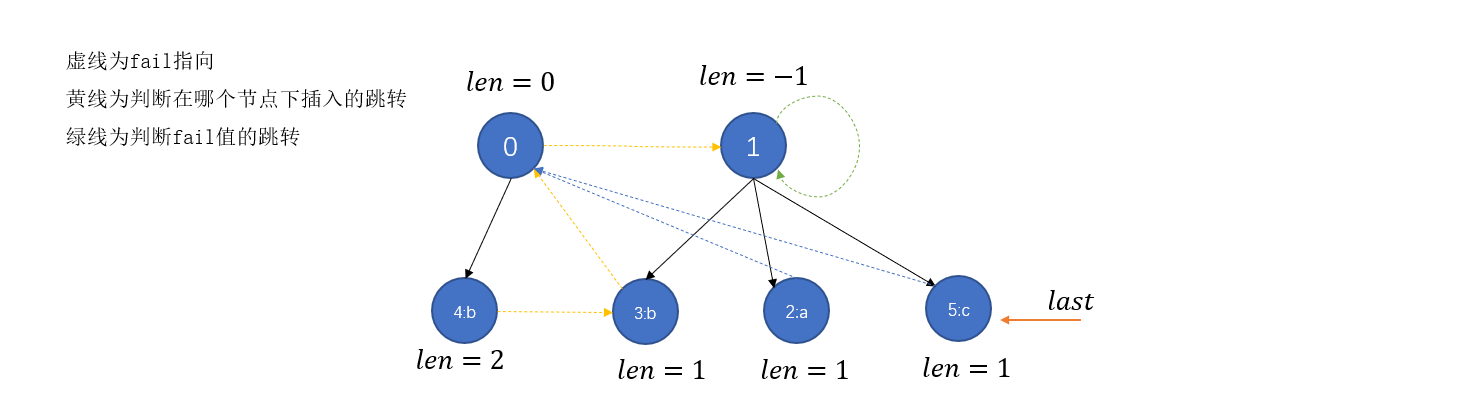 虚线为fail指向
黄线为判断在哪个节点下插入的跳转
绿线为判断fail值的跳转
len = 0
len = −1
0
1
4:b
3:b
2:a
5:c
last
len = 2
len = 1
len = 1
len = 1